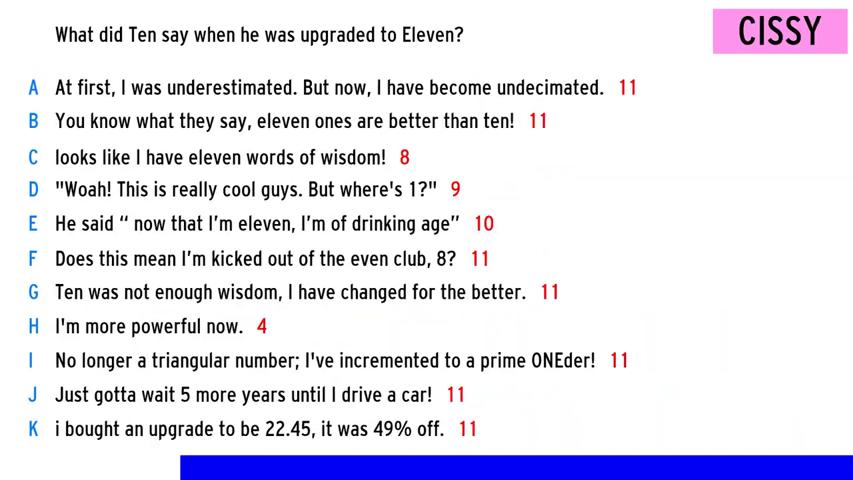 What did Ten say when he was upgraded to Eleven?
CISSY
A At first, I was underestimated. But now, I have become undecimated. 11
B You know what they say, eleven ones are better than ten! 11
C looks like I have eleven words of wisdom! 8
D "Woah! This is really cool guys. But where's 1?" 9
E He said “ now that I’m eleven, I’m of drinking age” 10
F Does this mean I’m kicked out of the even club, 8? 11
G Ten was not enough wisdom, I have changed for the better. 11
H I'm more powerful now. 4
I No longer a triangular number; I've incremented to a prime ONEder! 11
J Just gotta wait 5 more years until I drive a car! 11
K i bought an upgrade to be 22.45, it was 49% off. 11